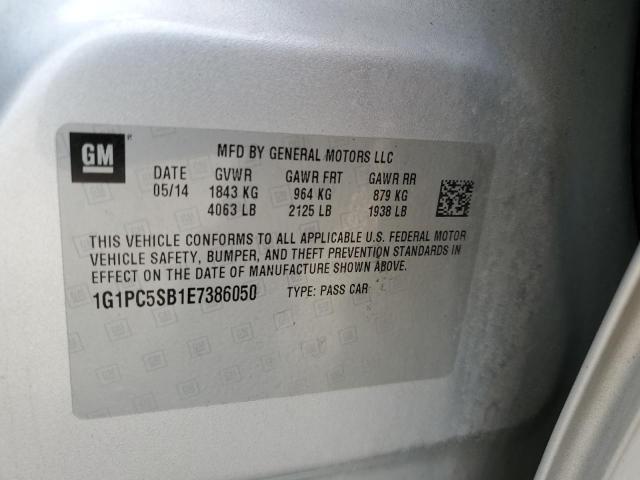 GM
MFD BY GENERAL MOTORS LLC
DATE GVWR GAWR FRT GAWR RR
05/14 1843 KG 964 KG 879 KG
4063 LB 2125 LB 1938 LB
THIS VEHICLE CONFORMS TO ALL APPLICABLE U.S. FEDERAL MOTOR
VEHICLE SAFETY, BUMPER, AND THEFT PREVENTION STANDARDS IN
EFFECT ON THE DATE OF MANUFACTURE SHOWN ABOVE.
1G1PC5SB1E7386050 TYPE: PASS CAR